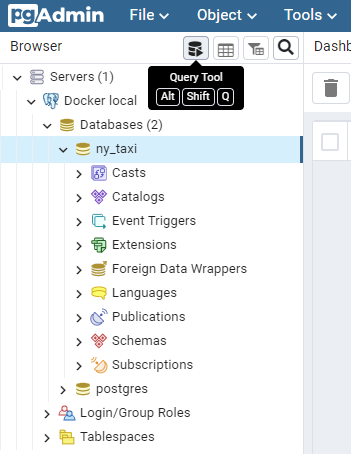 pgAdmin File Object Tools
Browser Dashb
Query Tool
Alt Shift Q
Servers (1)
Docker local
Databases (2)
ny_taxi
Casts
Catalogs
Event Triggers
Extensions
Foreign Data Wrappers
Languages
Publications
Schemas
Subscriptions
postgres
Login/Group Roles
Tablespaces